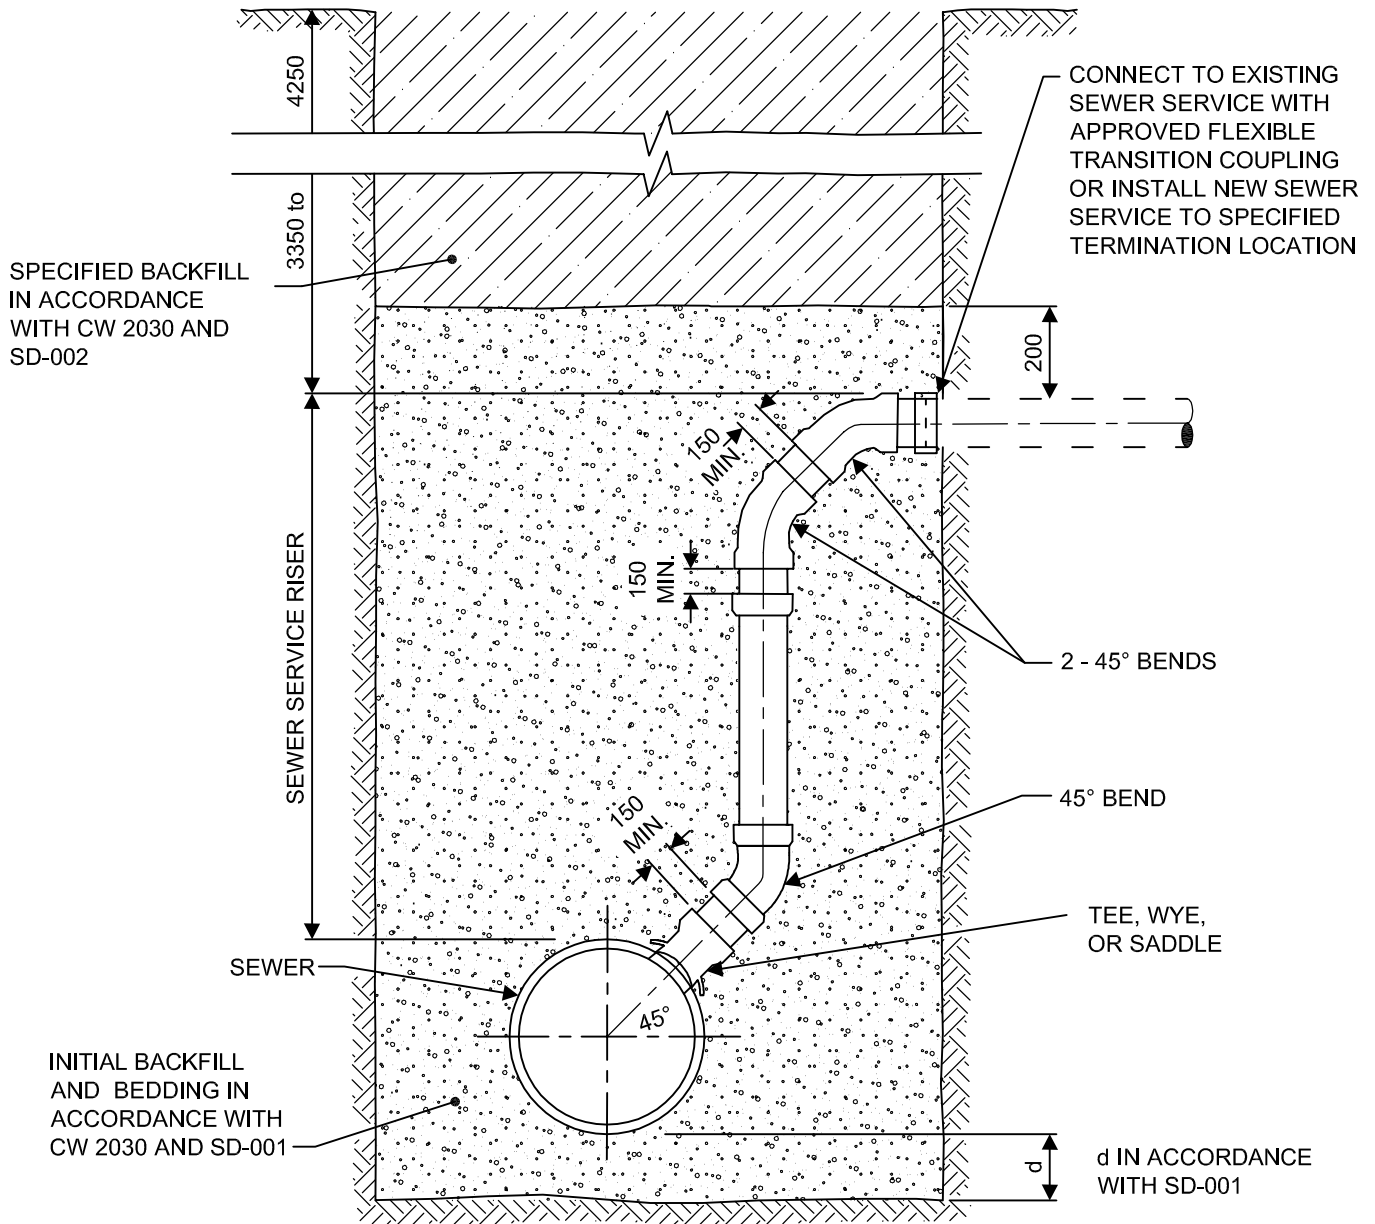 4250
3350 to
CONNECT TO EXISTING
SEWER SERVICE WITH
APPROVED FLEXIBLE
TRANSITION COUPLING
OR INSTALL NEW SEWER
SERVICE TO SPECIFIED
TERMINATION LOCATION
SPECIFIED BACKFILL
IN ACCORDANCE
WITH CW 2030 AND
SD-002
200
150
MIN.
150
MIN.
SEWER SERVICE RISER
2 - 45° BENDS
45° BEND
150
MIN.
TEE, WYE,
OR SADDLE
SEWER
45°
INITIAL BACKFILL
AND BEDDING IN
ACCORDANCE WITH
CW 2030 AND SD-001
d
d IN ACCORDANCE
WITH SD-001